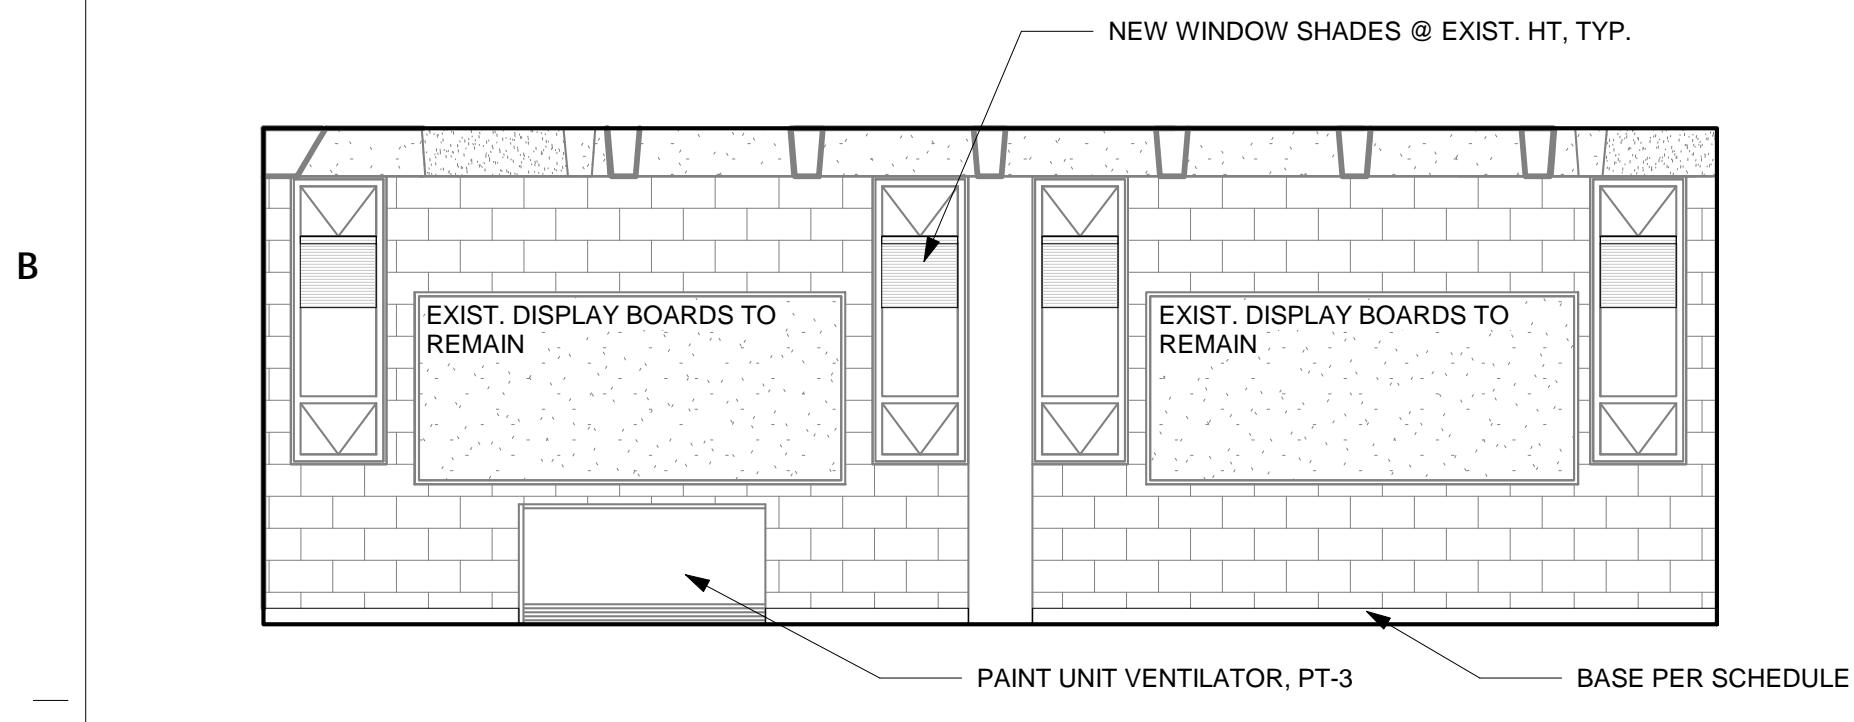 NEW WINDOW SHADES @ EXIST. HT, TYP.
B
EXIST. DISPLAY BOARDS TO
REMAIN
EXIST. DISPLAY BOARDS TO
REMAIN
PAINT UNIT VENTILATOR, PT-3
BASE PER SCHEDULE